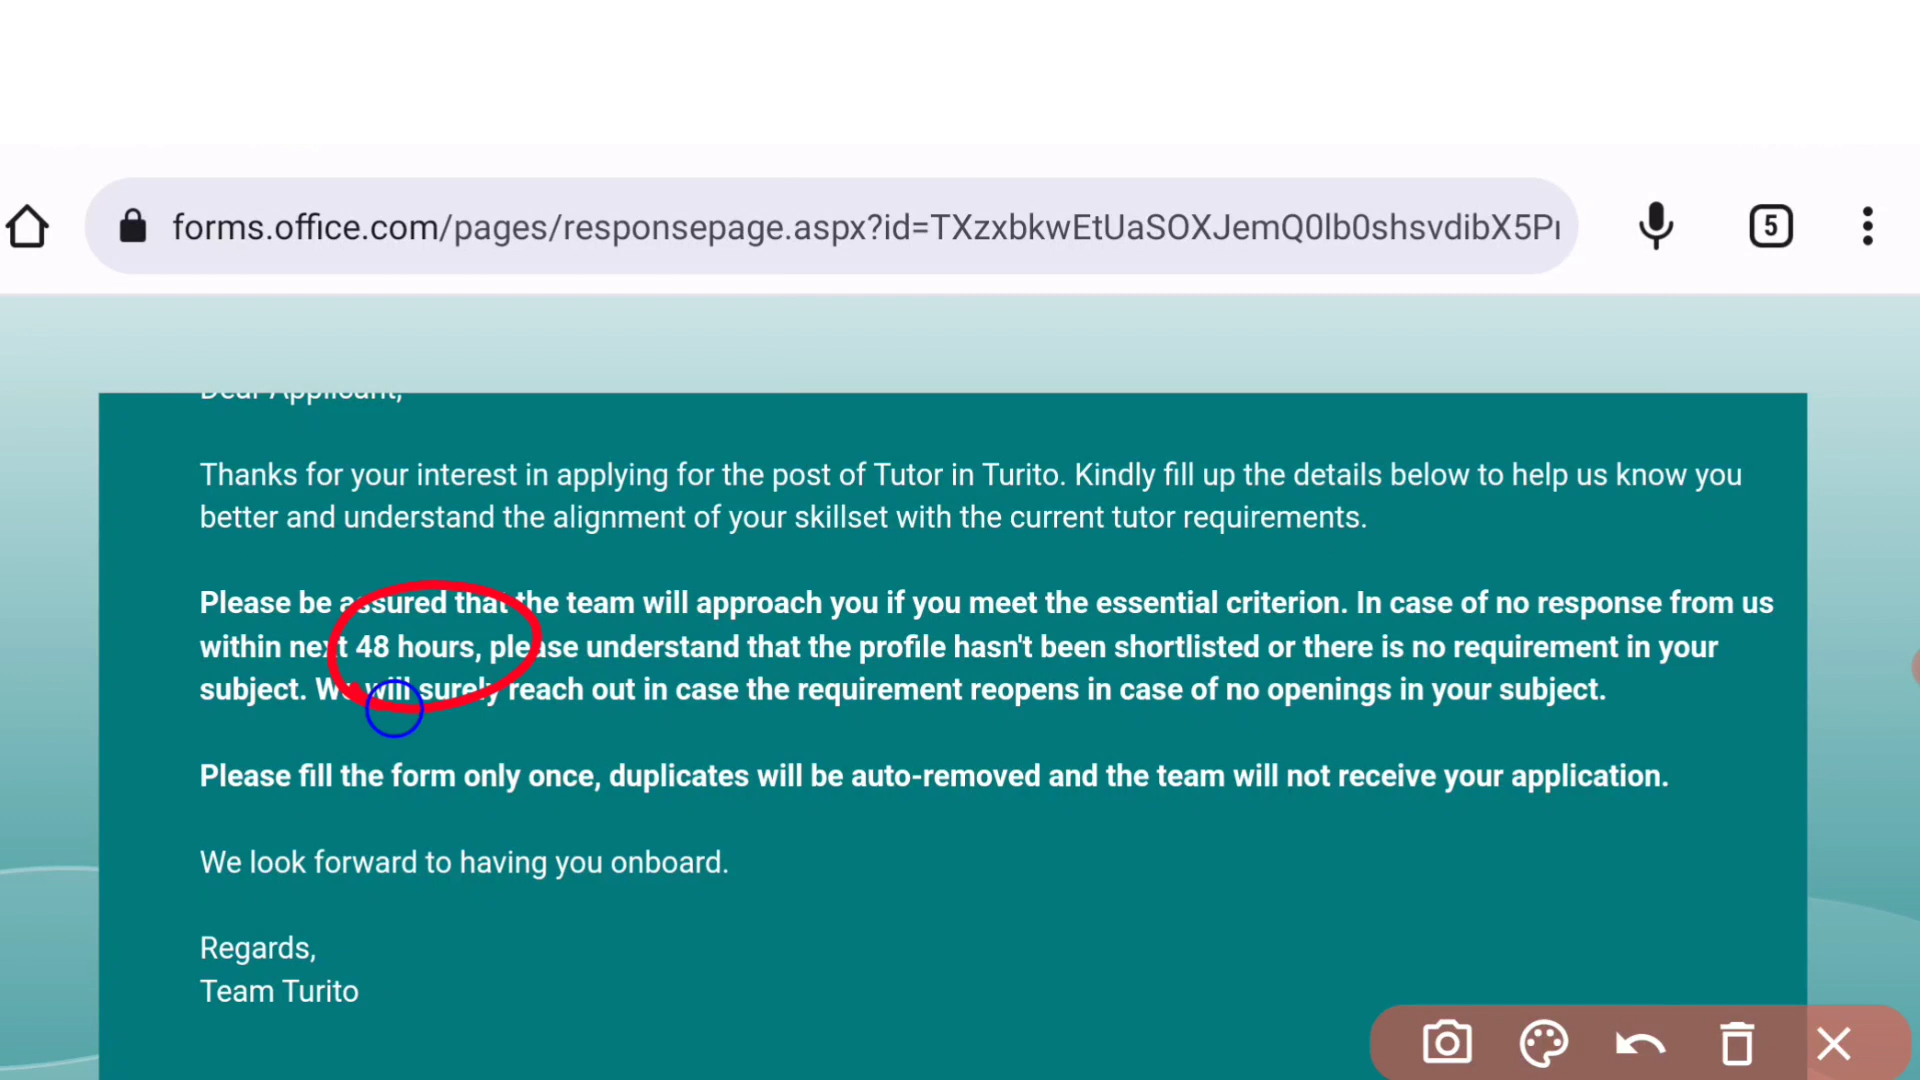 forms.office.com/pages/responsepage.aspx?id=TXzxbkwEtUaSOXJemQ0lb0shsvdibX5P
5
Dear Applicant,
Thanks for your interest in applying for the post of Tutor in Turito. Kindly fill up the details below to help us know you
better and understand the alignment of your skillset with the current tutor requirements.
Please be assured that the team will approach you if you meet the essential criterion. In case of no response from us
within next 48 hours, please understand that the profile hasn't been shortlisted or there is no requirement in your
subject. We will surely reach out in case the requirement reopens in case of no openings in your subject.
Please fill the form only once, duplicates will be auto-removed and the team will not receive your application.
We look forward to having you onboard.
Regards,
Team Turito